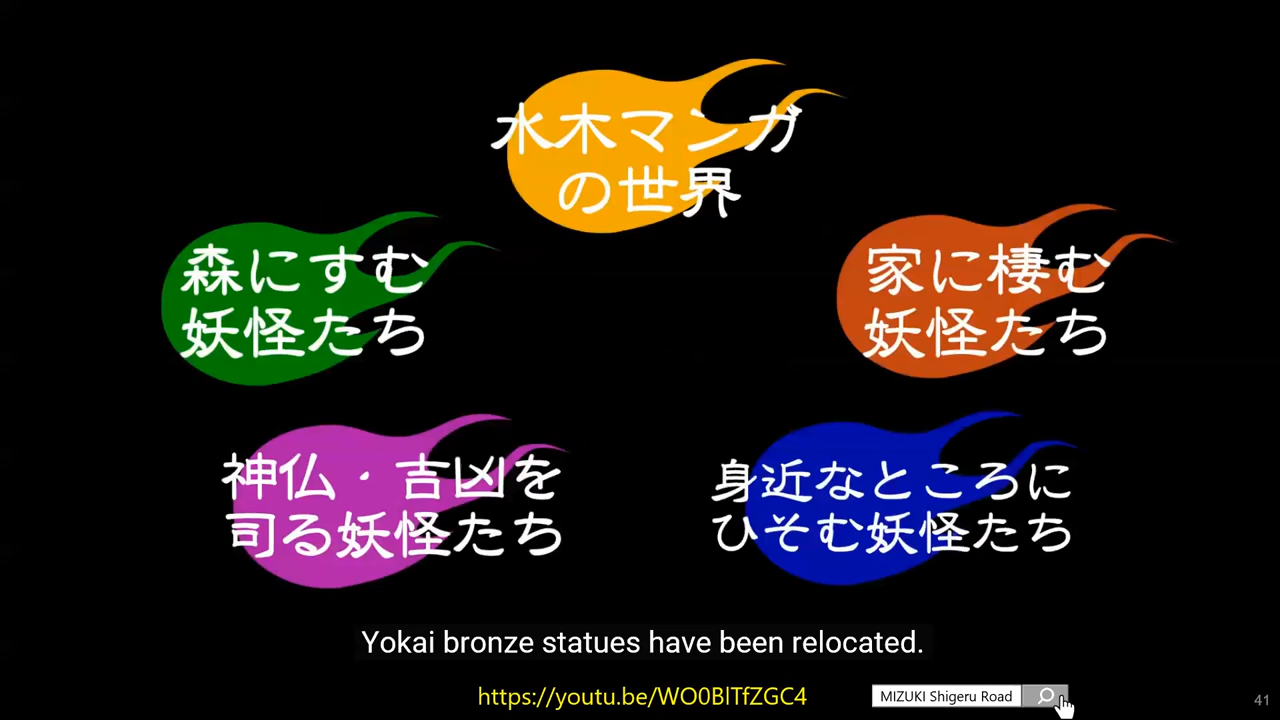 水木マンガ
の世界
森にすむ
妖怪たち
家に棲む
妖怪たち
神仏・吉凶を
司る妖怪たち
身近なところに
ひそむ妖怪たち
Yokai bronze statues have been relocated.
https://youtu.be/WO0BlTfZGC4
MIZUKI Shigeru Road
41